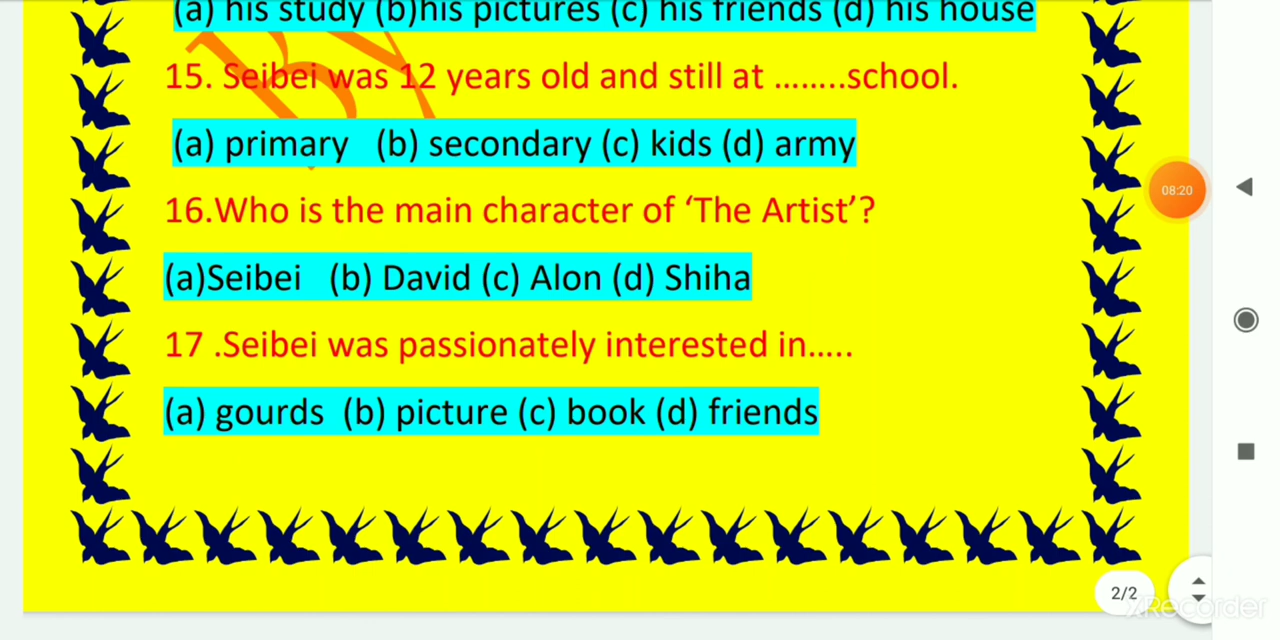 (a) his study (b)his pictures (c) his friends (d) his house
By
15. Seibei was 12 years old and still at ........school.
08:20
(a) primary (b) secondary (c) kids (d) army
16.Who is the main character of ‘The Artist’?
(a)Seibei (b) David (c) Alon (d) Shiha
17 .Seibei was passionately interested in.....
(a) gourds (b) picture (c) book (d) friends
2/2
XRecorder